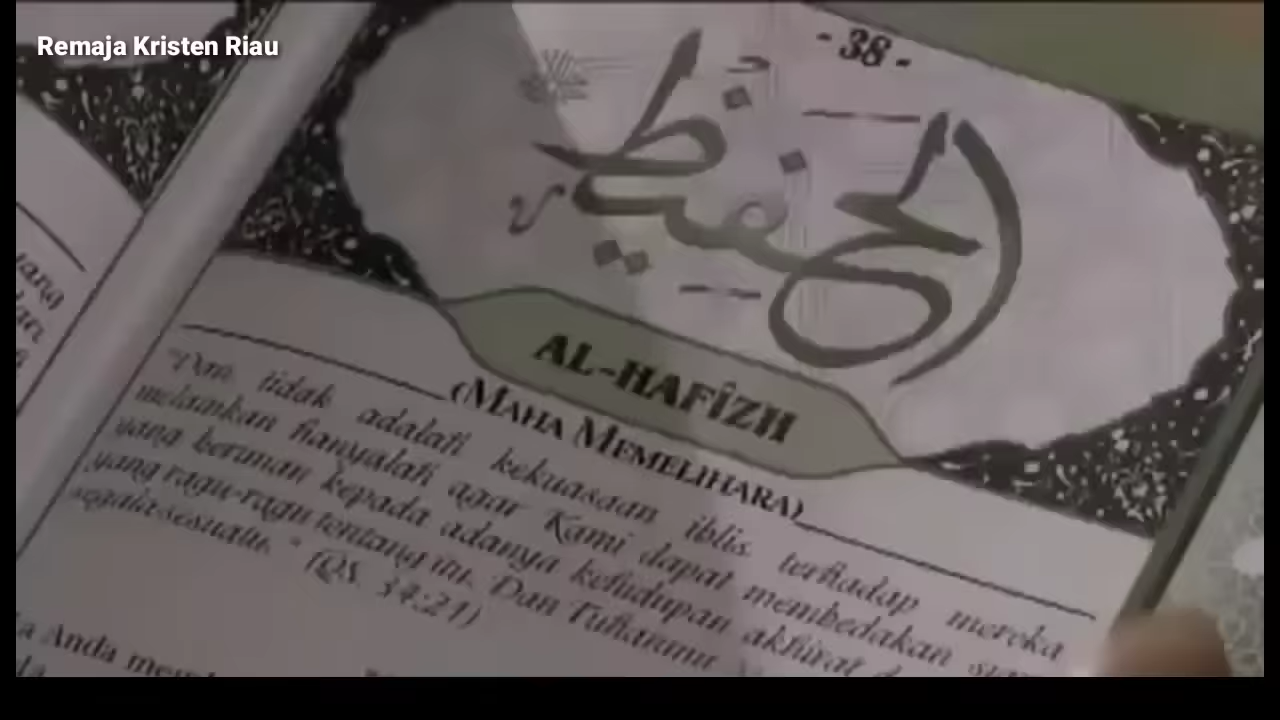 Remaja Kristen Riau
- 38 -
الحفيظ
AL-HAFÎZH
(MAHA MEMELIHARA)
"Dan tidak adalah kekuasaan iblis terhadap mereka
melainkan hanyalah agar Kami dapat membedakan
yang beriman kepada adanya kehidupan akhirat
yang ragu-ragu tentang itu. Dan Tuhanmu
segala sesuatu."
(QS. 34:21)
Anda
yang